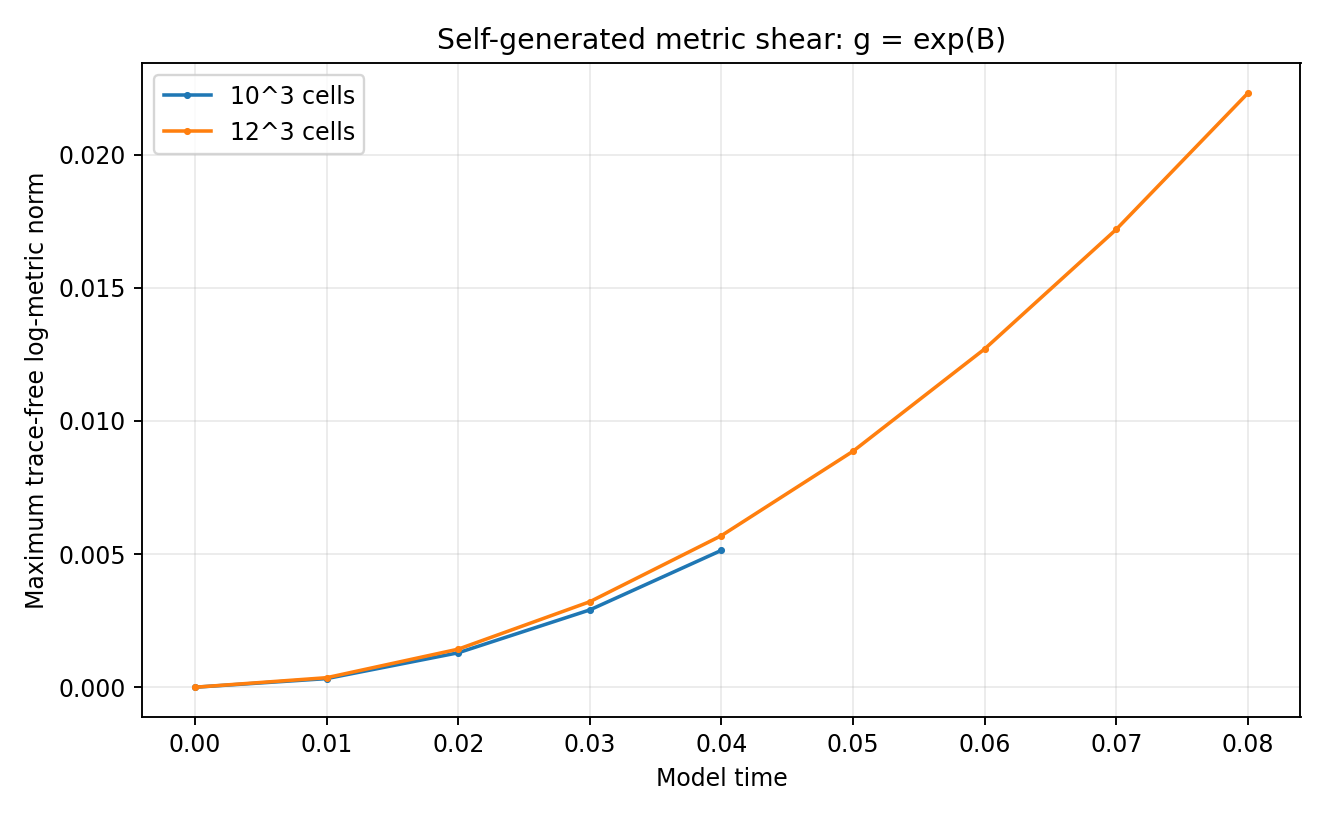 Self-generated metric shear: g = exp(B)
10^3 cells
12^3 cells
Maximum trace-free log-metric norm
0.020
0.015
0.010
0.005
0.000
0.00 0.01 0.02 0.03 0.04 0.05 0.06 0.07 0.08
Model time